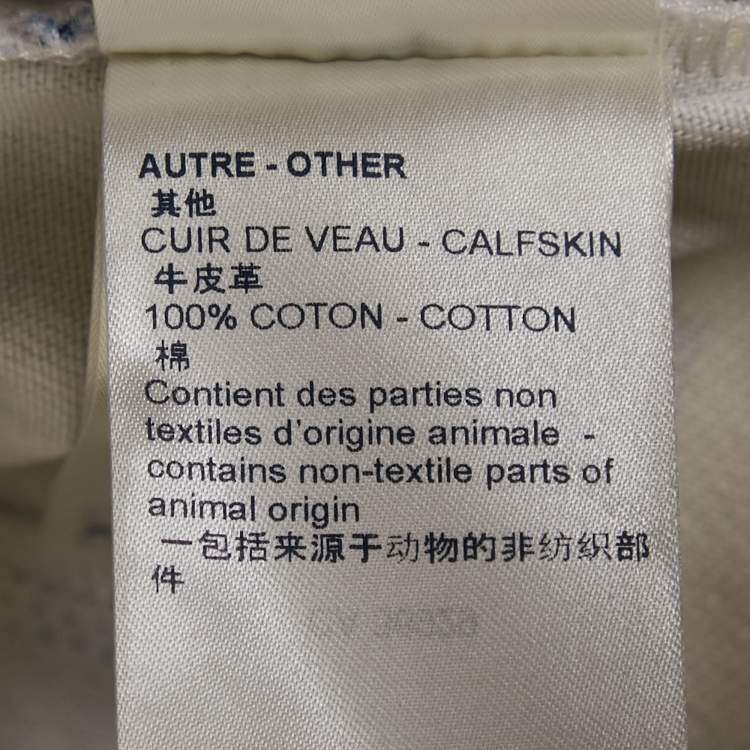 AUTRE - OTHER
其他
CUIR DE VEAU - CALFSKIN
牛皮革
100% COTON - COTTON
棉
Contient des parties non
textiles d'origine animale -
contains non-textile parts of
animal origin
一包括来源于动物的非纺织部
件